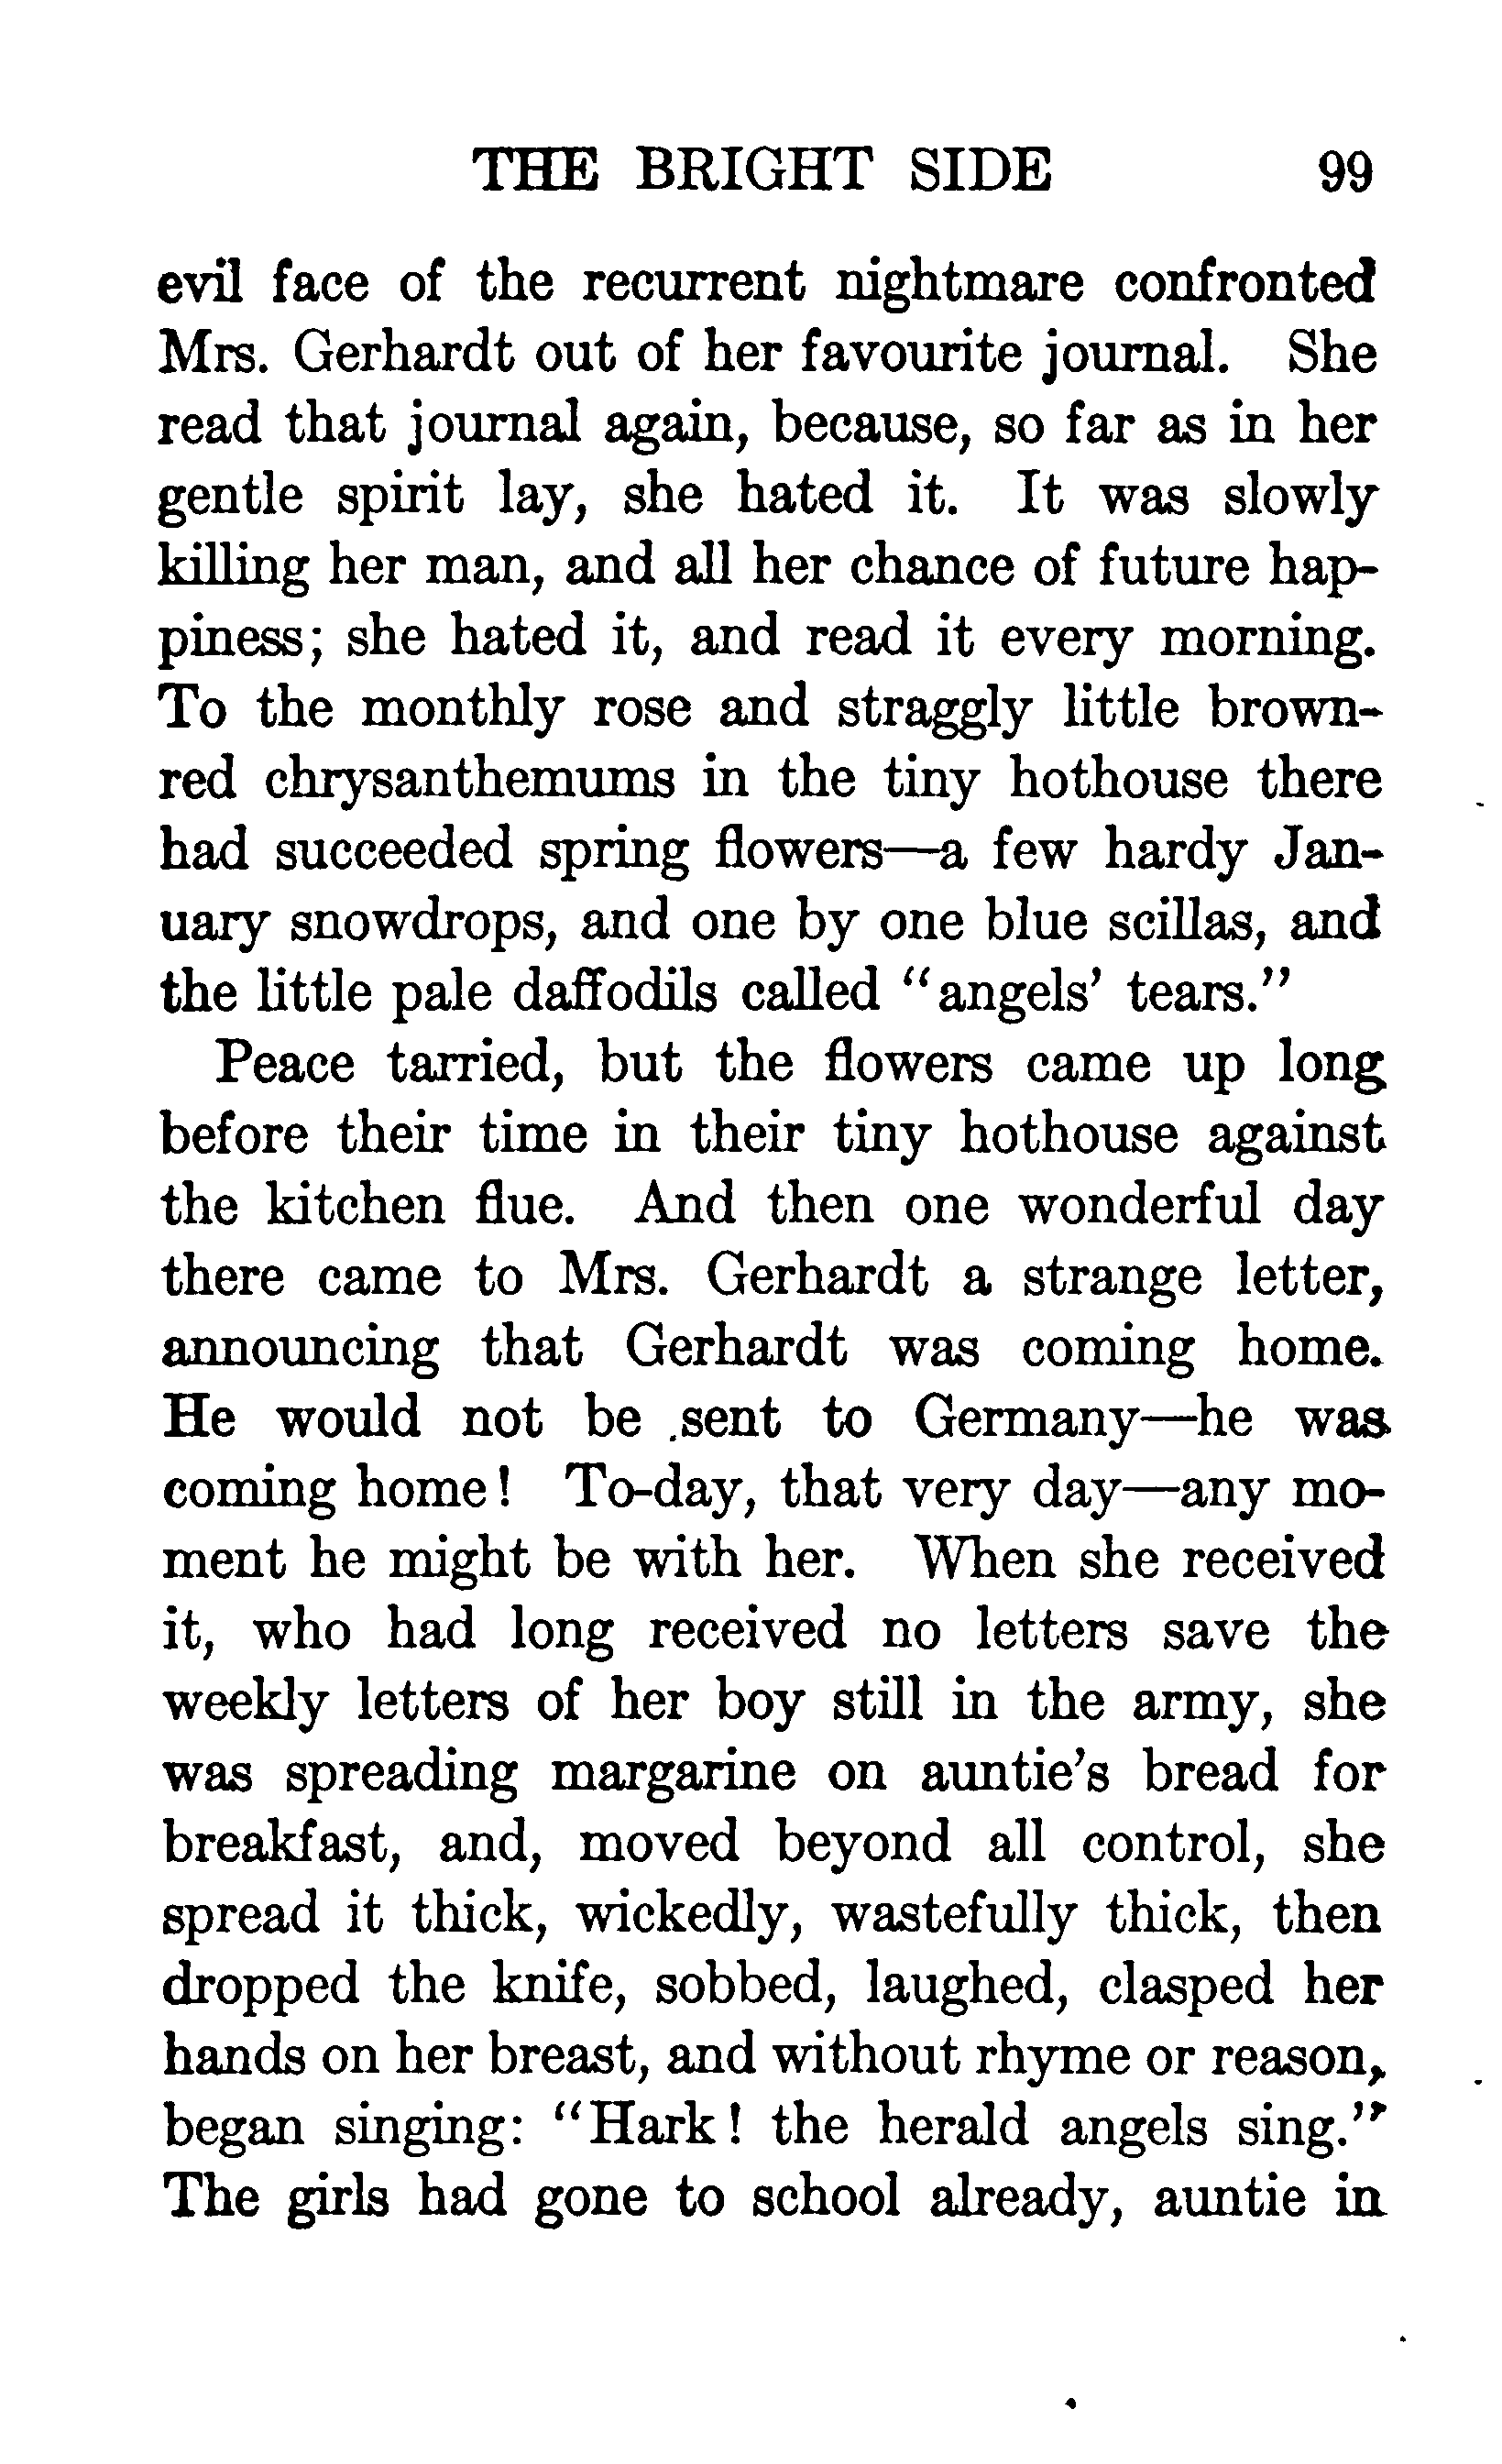 THE BRIGHT SIDE 99
evil face of the recurrent nightmare confronted
Mrs. Gerhardt out of her favourite journal. She
read that journal again, because, so far as in her
gentle spirit lay, she hated it. It was slowly
killing her man, and all her chance of future hap-
piness; she hated it, and read it every morning.
To the monthly rose and straggly little brown-
red chrysanthemums in the tiny hothouse there
had succeeded spring flowers—a few hardy Jan-
uary snowdrops, and one by one blue scillas, and
the little pale daffodils called "angels' tears."
Peace tarried, but the flowers came up long
before their time in their tiny hothouse against
the kitchen flue. And then one wonderful day
there came to Mrs. Gerhardt a strange letter,
announcing that Gerhardt was coming home.
He would not be sent to Germany—he was
coming home! To-day, that very day—any mo-
ment he might be with her. When she received
it, who had long received no letters save the
weekly letters of her boy still in the army, she
was spreading margarine on auntie's bread for
breakfast, and, moved beyond all control, she
spread it thick, wickedly, wastefully thick, then
dropped the knife, sobbed, laughed, clasped her
hands on her breast, and without rhyme or reason,
began singing: "Hark! the herald angels sing."
The girls had gone to school already, auntie in